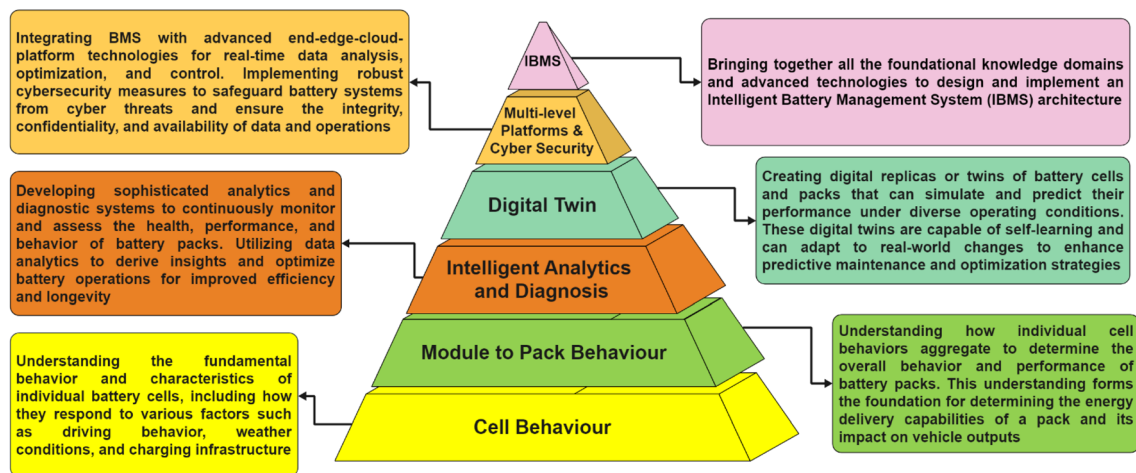 Integrating BMS with advanced end-edge-cloud-
platform technologies for real-time data analysis,
optimization, and control. Implementing robust
cybersecurity measures to safeguard battery systems
from cyber threats and ensure the integrity,
confidentiality, and availability of data and operations
IBMS
Bringing together all the foundational knowledge domains
and advanced technologies to design and implement an
Intelligent Battery Management System (IBMS) architecture
Multi-level
Platforms &
Cyber Security
Developing sophisticated analytics and
diagnostic systems to continuously monitor
and assess the health, performance, and
behavior of battery packs. Utilizing data
analytics to derive insights and optimize
battery operations for improved efficiency
and longevity
Digital Twin
Creating digital replicas or twins of battery cells
and packs that can simulate and predict their
performance under diverse operating conditions.
These digital twins are capable of self-learning and
can adapt to real-world changes to enhance
predictive maintenance and optimization strategies
Intelligent Analytics
and Diagnosis
Module to Pack Behaviour
Understanding how individual cell
behaviors aggregate to determine the
overall behavior and performance of
battery packs. This understanding forms
the foundation for determining the energy
delivery capabilities of a pack and its
impact on vehicle outputs
Understanding the fundamental
behavior and characteristics of
individual battery cells, including how
they respond to various factors such
as driving behavior, weather
conditions, and charging infrastructure
Cell Behaviour